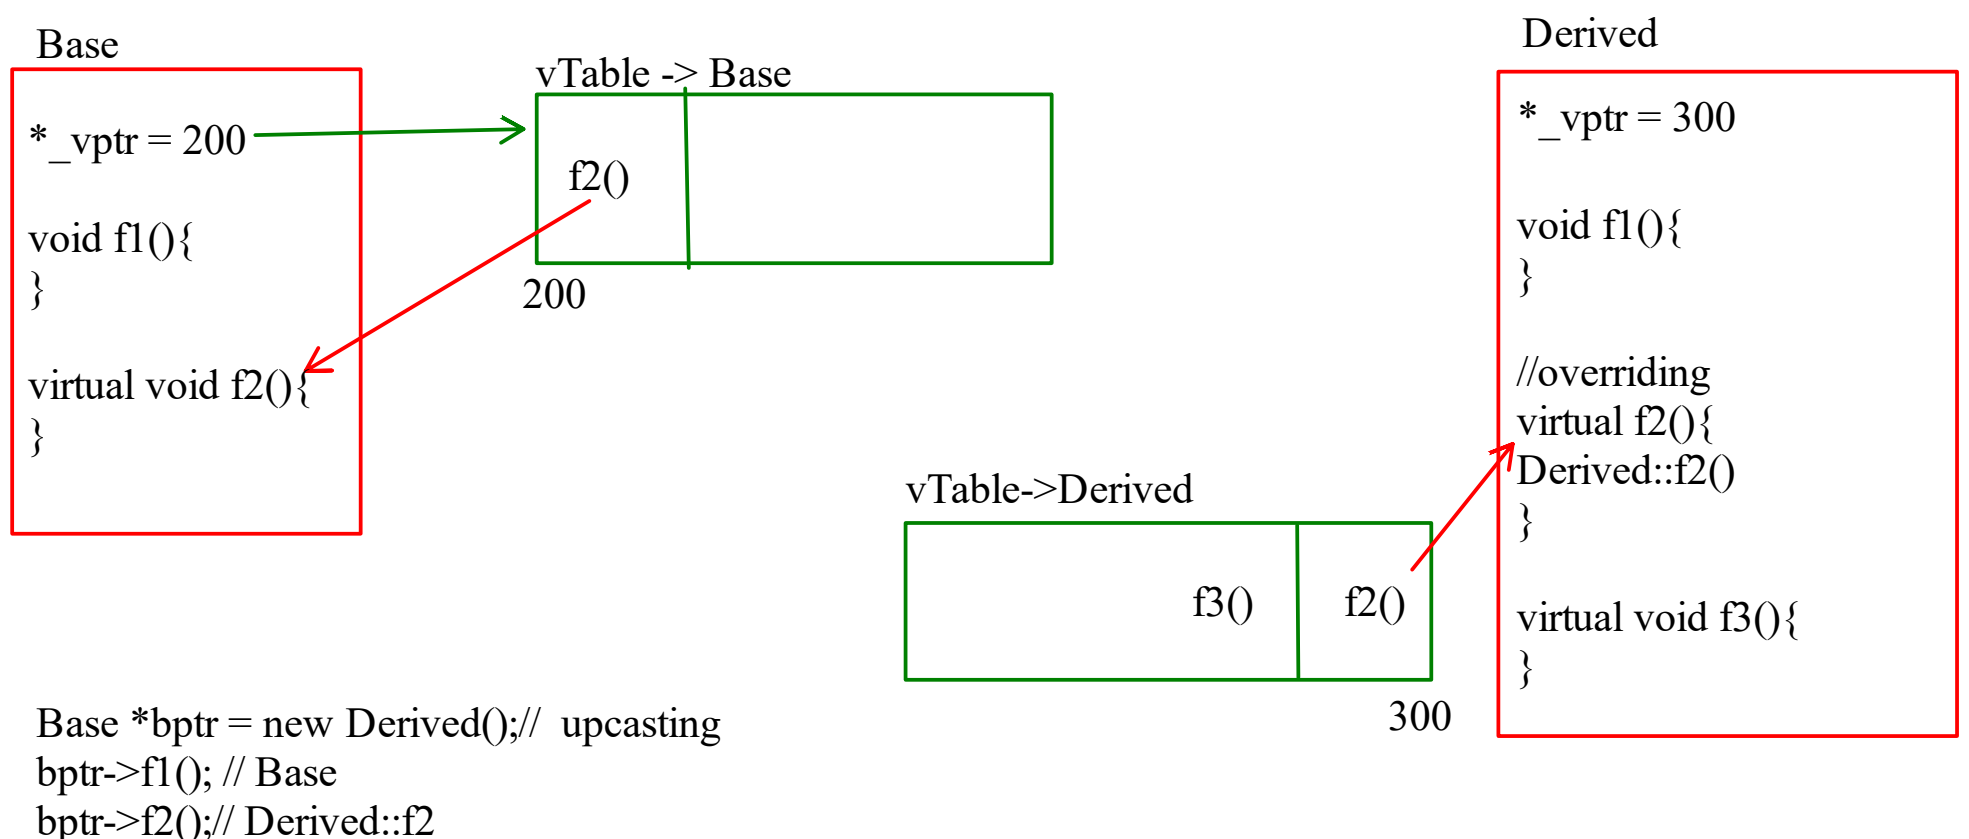 Base
*_vptr = 200
void f1(){
}
virtual void f2(){
}
vTable -> Base
f2()
200
Derived
*_vptr = 300
void f1(){
}
//overriding
virtual f2(){
Derived::f2()
}
virtual void f3(){
}
vTable->Derived
f3() f2()
300
Base *bptr = new Derived();// upcasting
bptr->f1(); // Base
bptr->f2();// Derived::f2